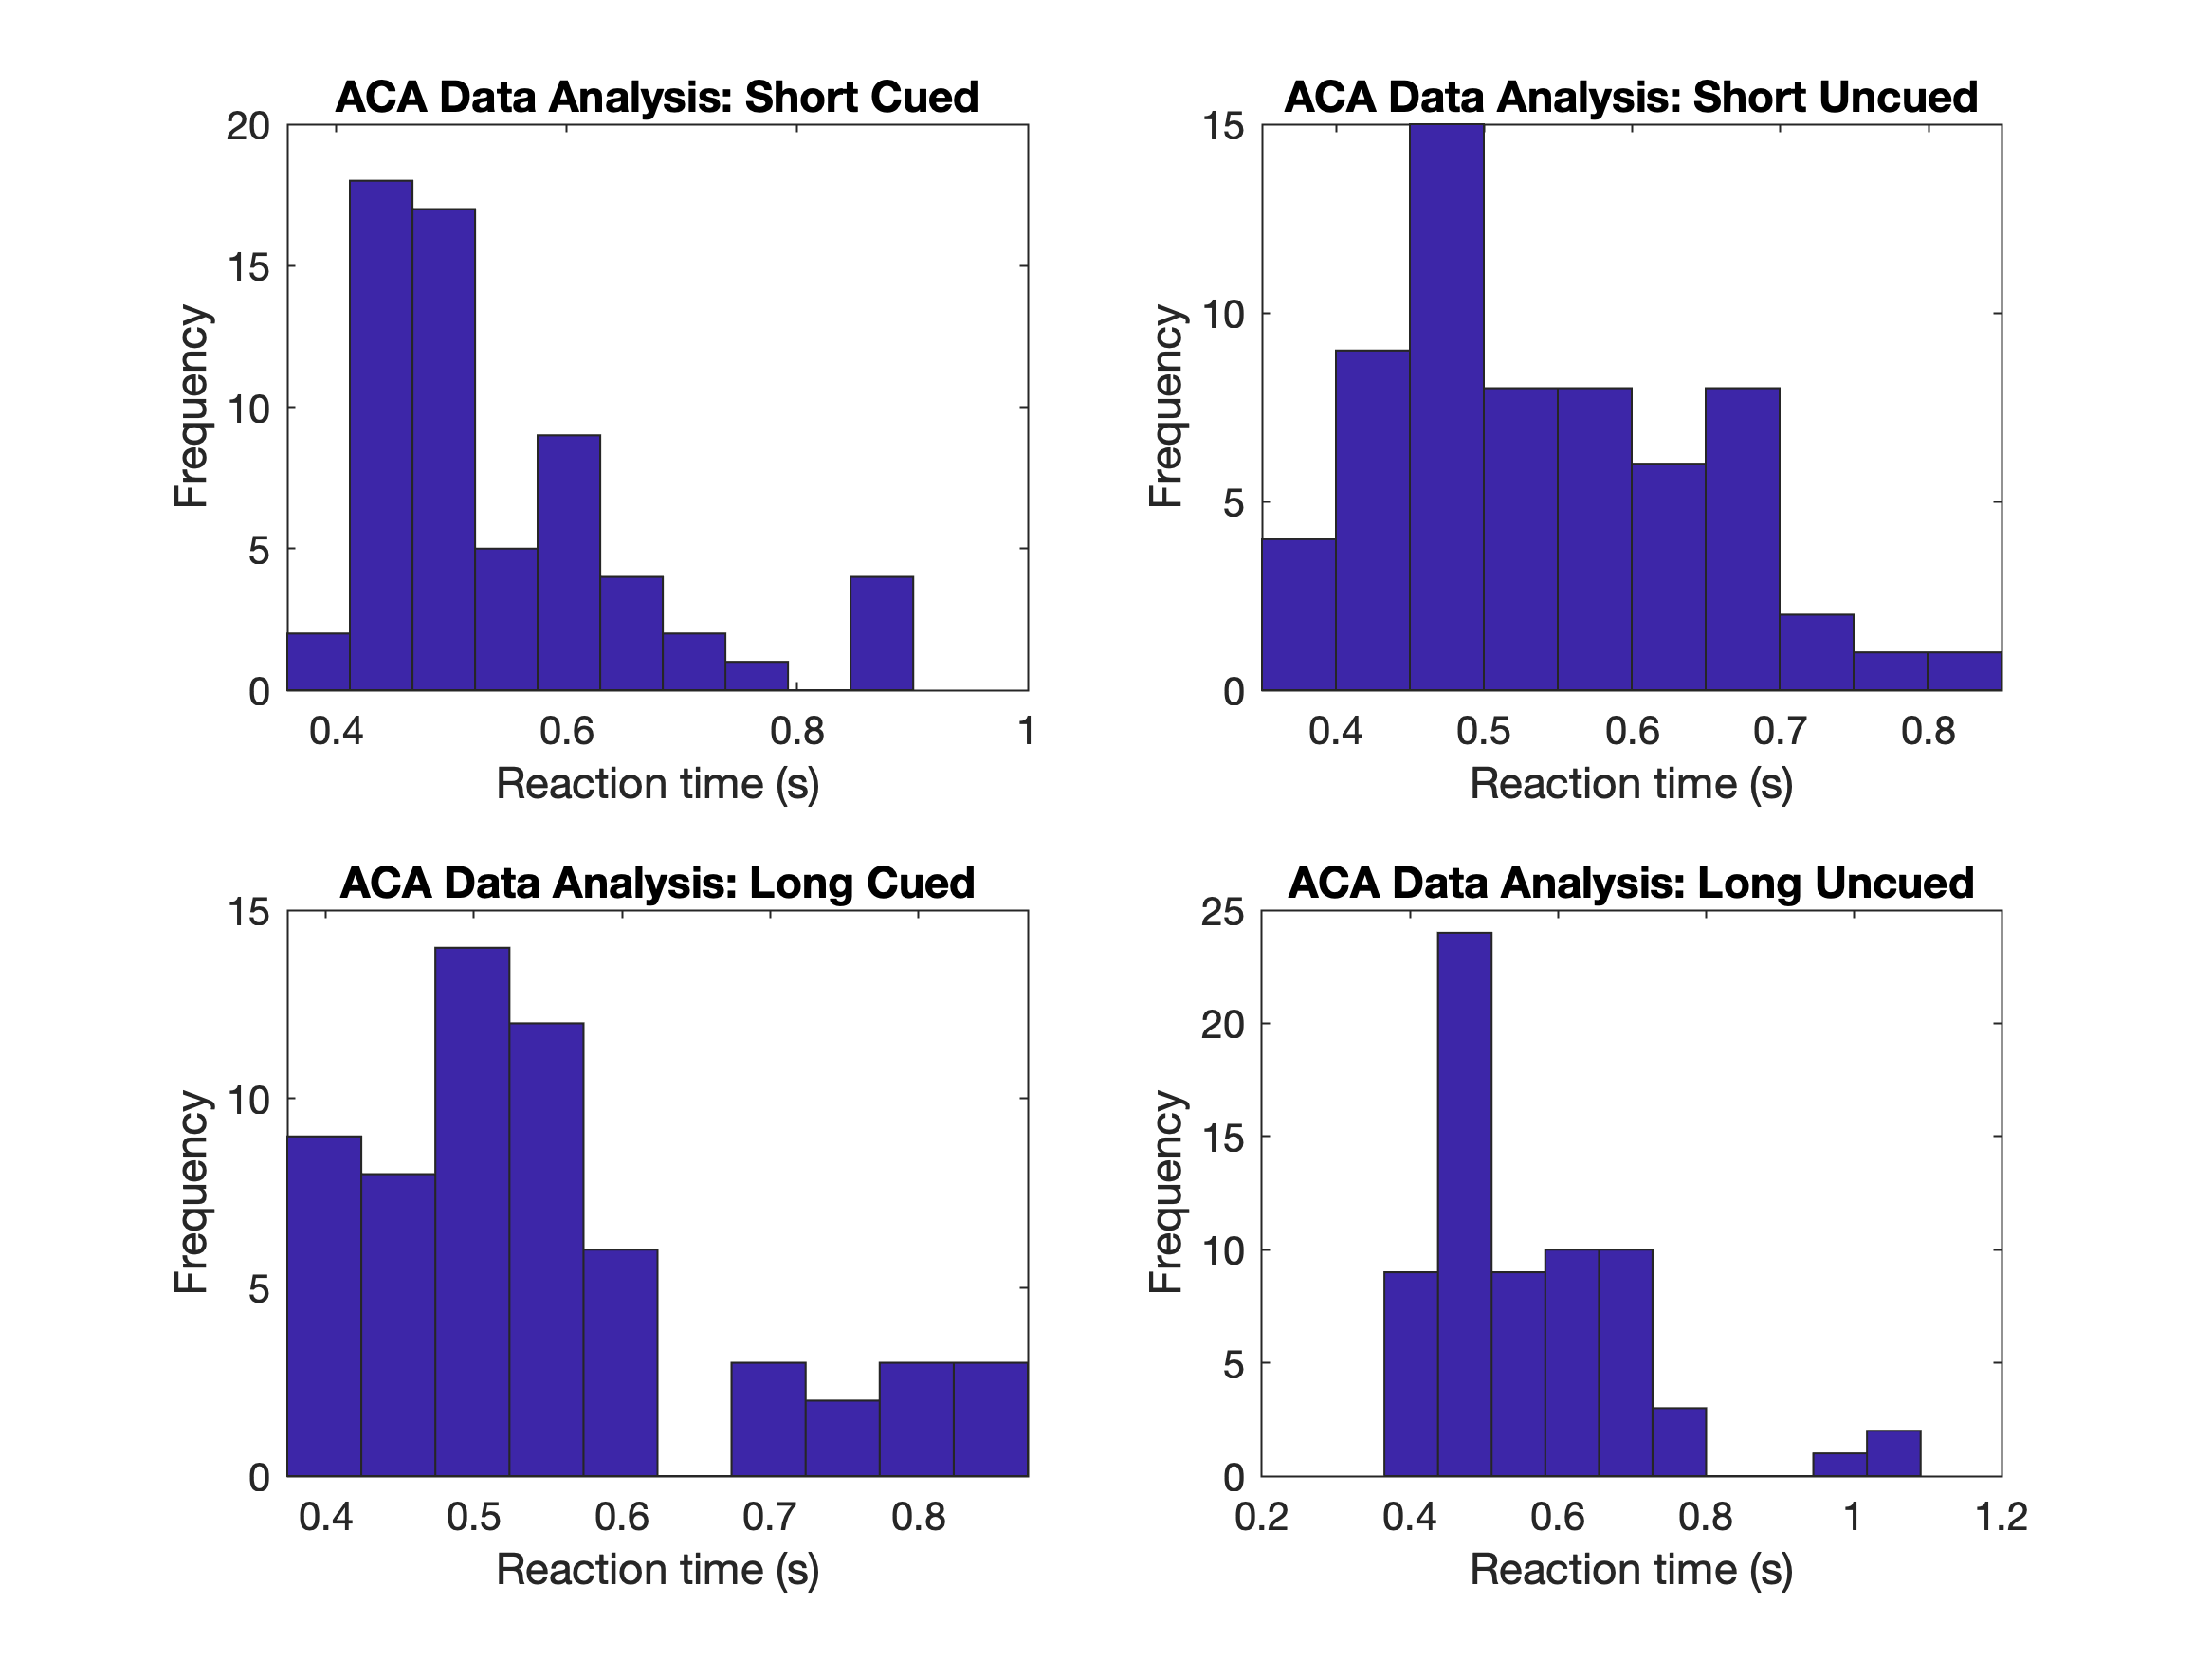 ACA Data Analysis: Short Cued
20
15
10
5
0
Frequency
0.4 0.6 0.8 1
Reaction time (s)
ACA Data Analysis: Short Uncued
15
10
5
0
Frequency
0.4 0.5 0.6 0.7 0.8
Reaction time (s)
ACA Data Analysis: Long Cued
15
10
5
0
Frequency
0.4 0.5 0.6 0.7 0.8
Reaction time (s)
ACA Data Analysis: Long Uncued
25
20
15
10
5
0
Frequency
0.2 0.4 0.6 0.8 1 1.2
Reaction time (s)